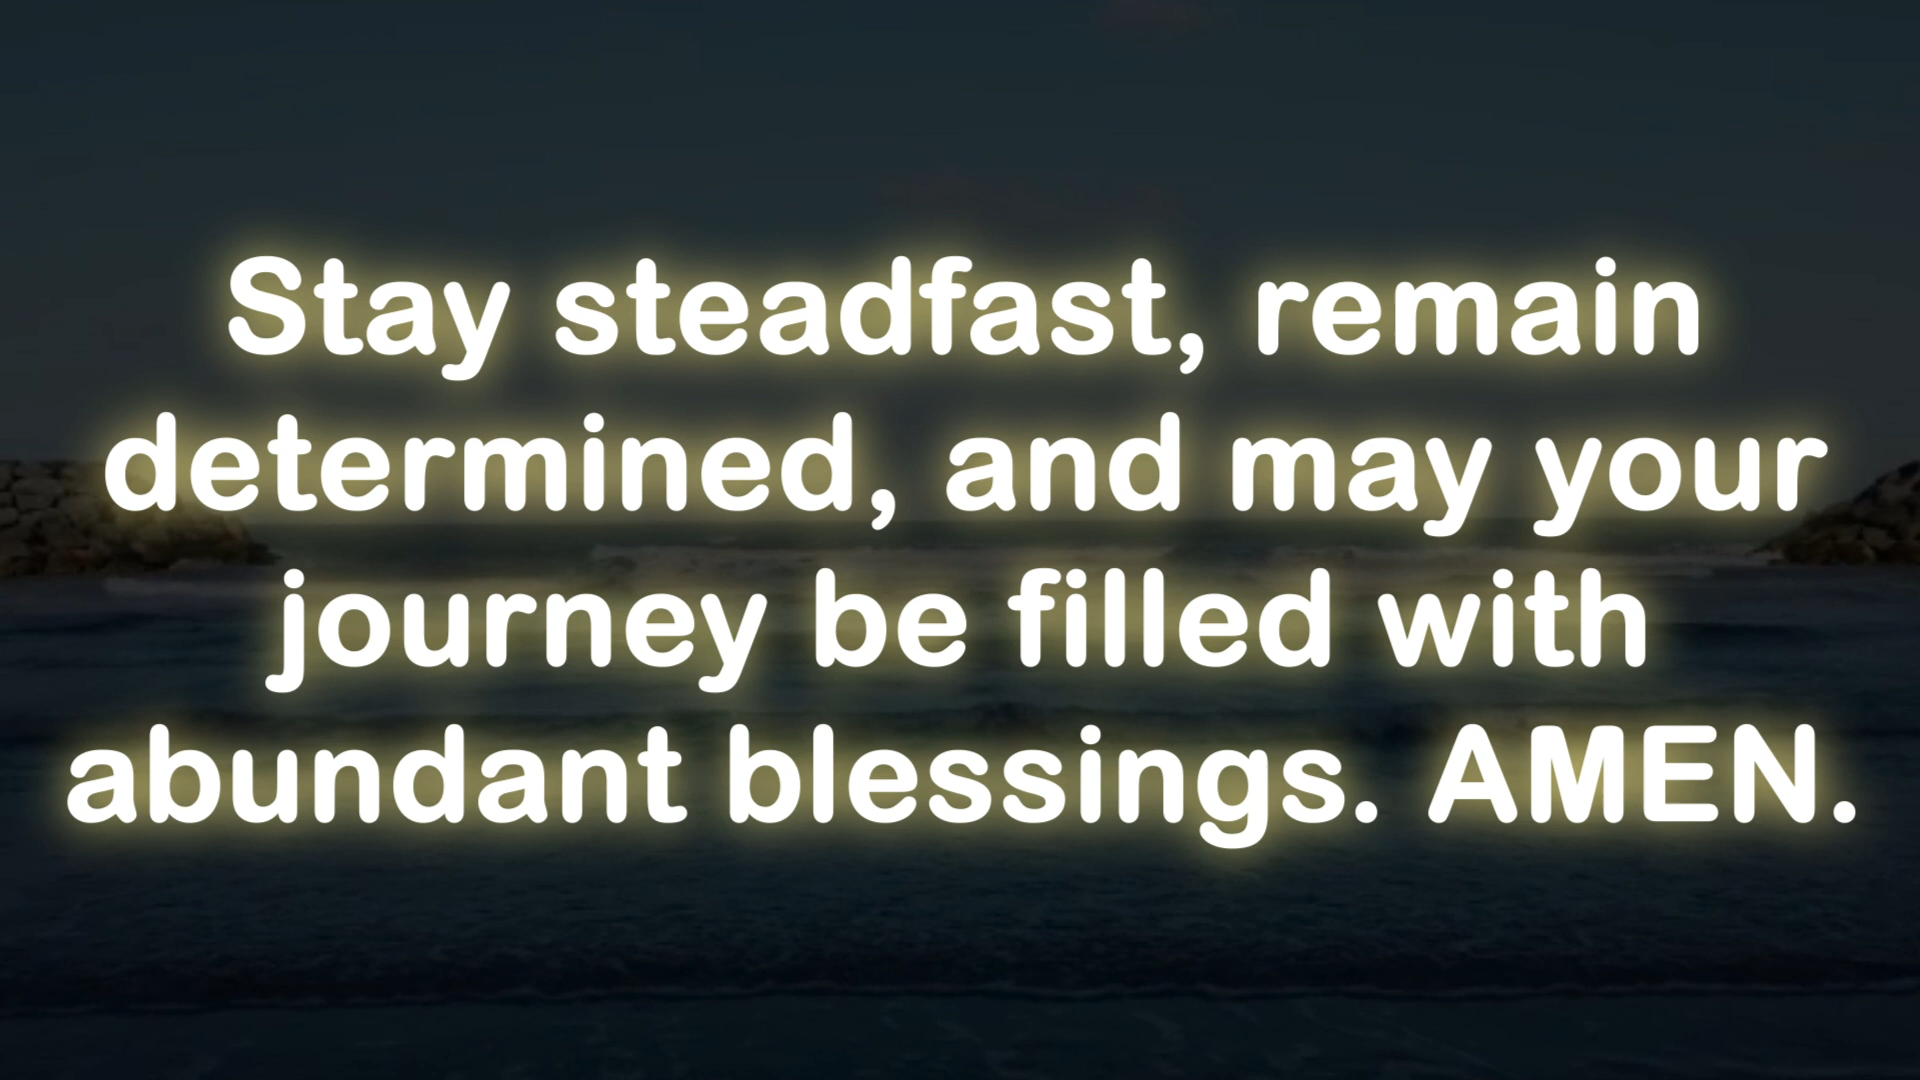 Stay steadfast, remain
determined, and may your
journey be filled with
abundant blessings. AMEN.